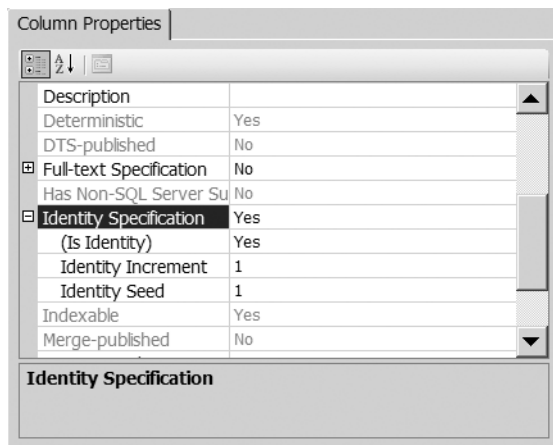 Column Properties
Description
Deterministic Yes
DTS-published No
Full-text Specification No
Has Non-SQL Server Su No
Identity Specification Yes
(Is Identity) Yes
Identity Increment 1
Identity Seed 1
Indexable Yes
Merge-published No
Identity Specification